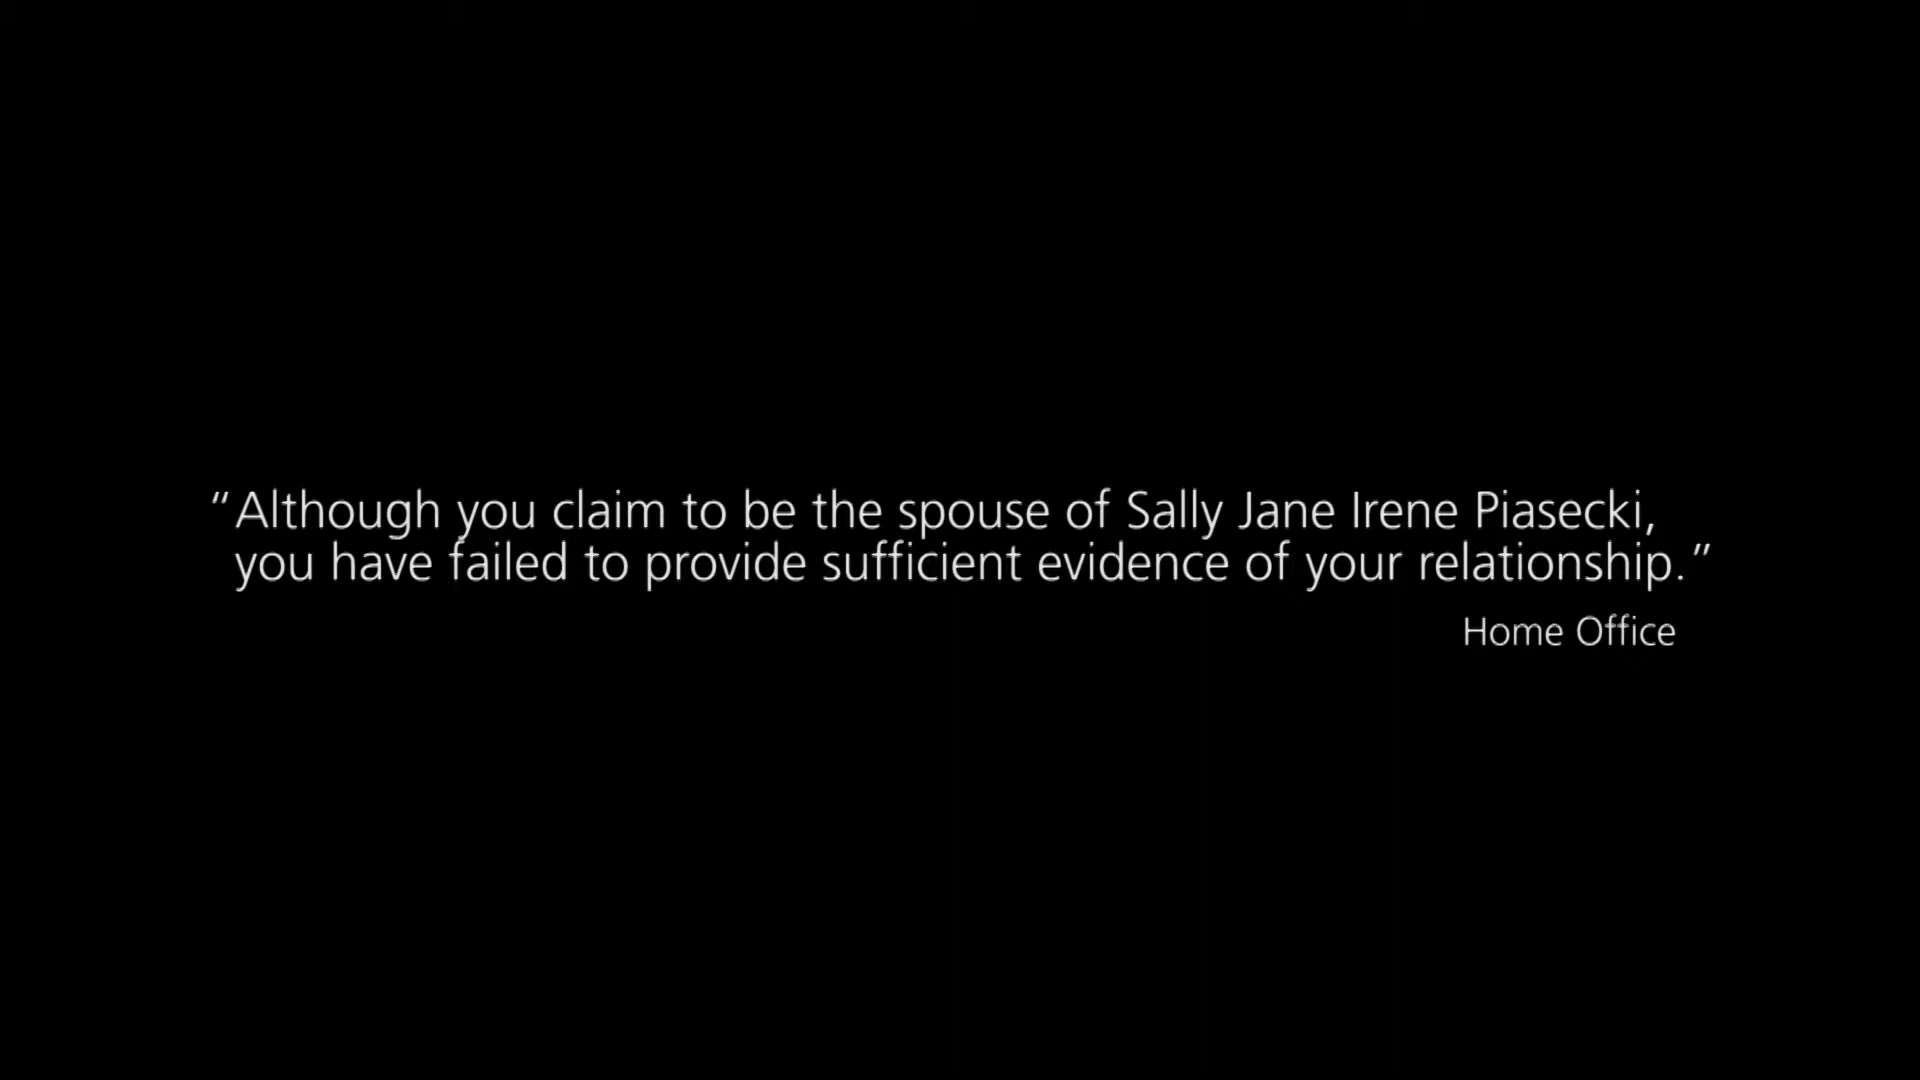 “Although you claim to be the spouse of Sally Jane Irene Piasecki,
you have failed to provide sufficient evidence of your relationship.”
Home Office